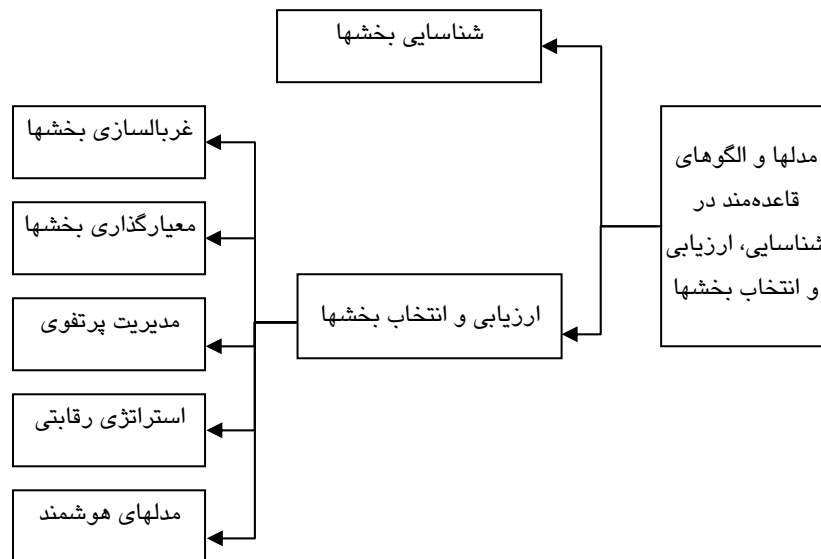 شناسایی بخشها
مدلها و الگوهای
قاعده‌مند در
شناسایی، ارزیابی
و انتخاب بخشها
ارزیابی و انتخاب بخشها
غربالسازی بخشها
معیارگذاری بخشها
مدیریت پرتفوی
استراتژی رقابتی
مدلهای هوشمند